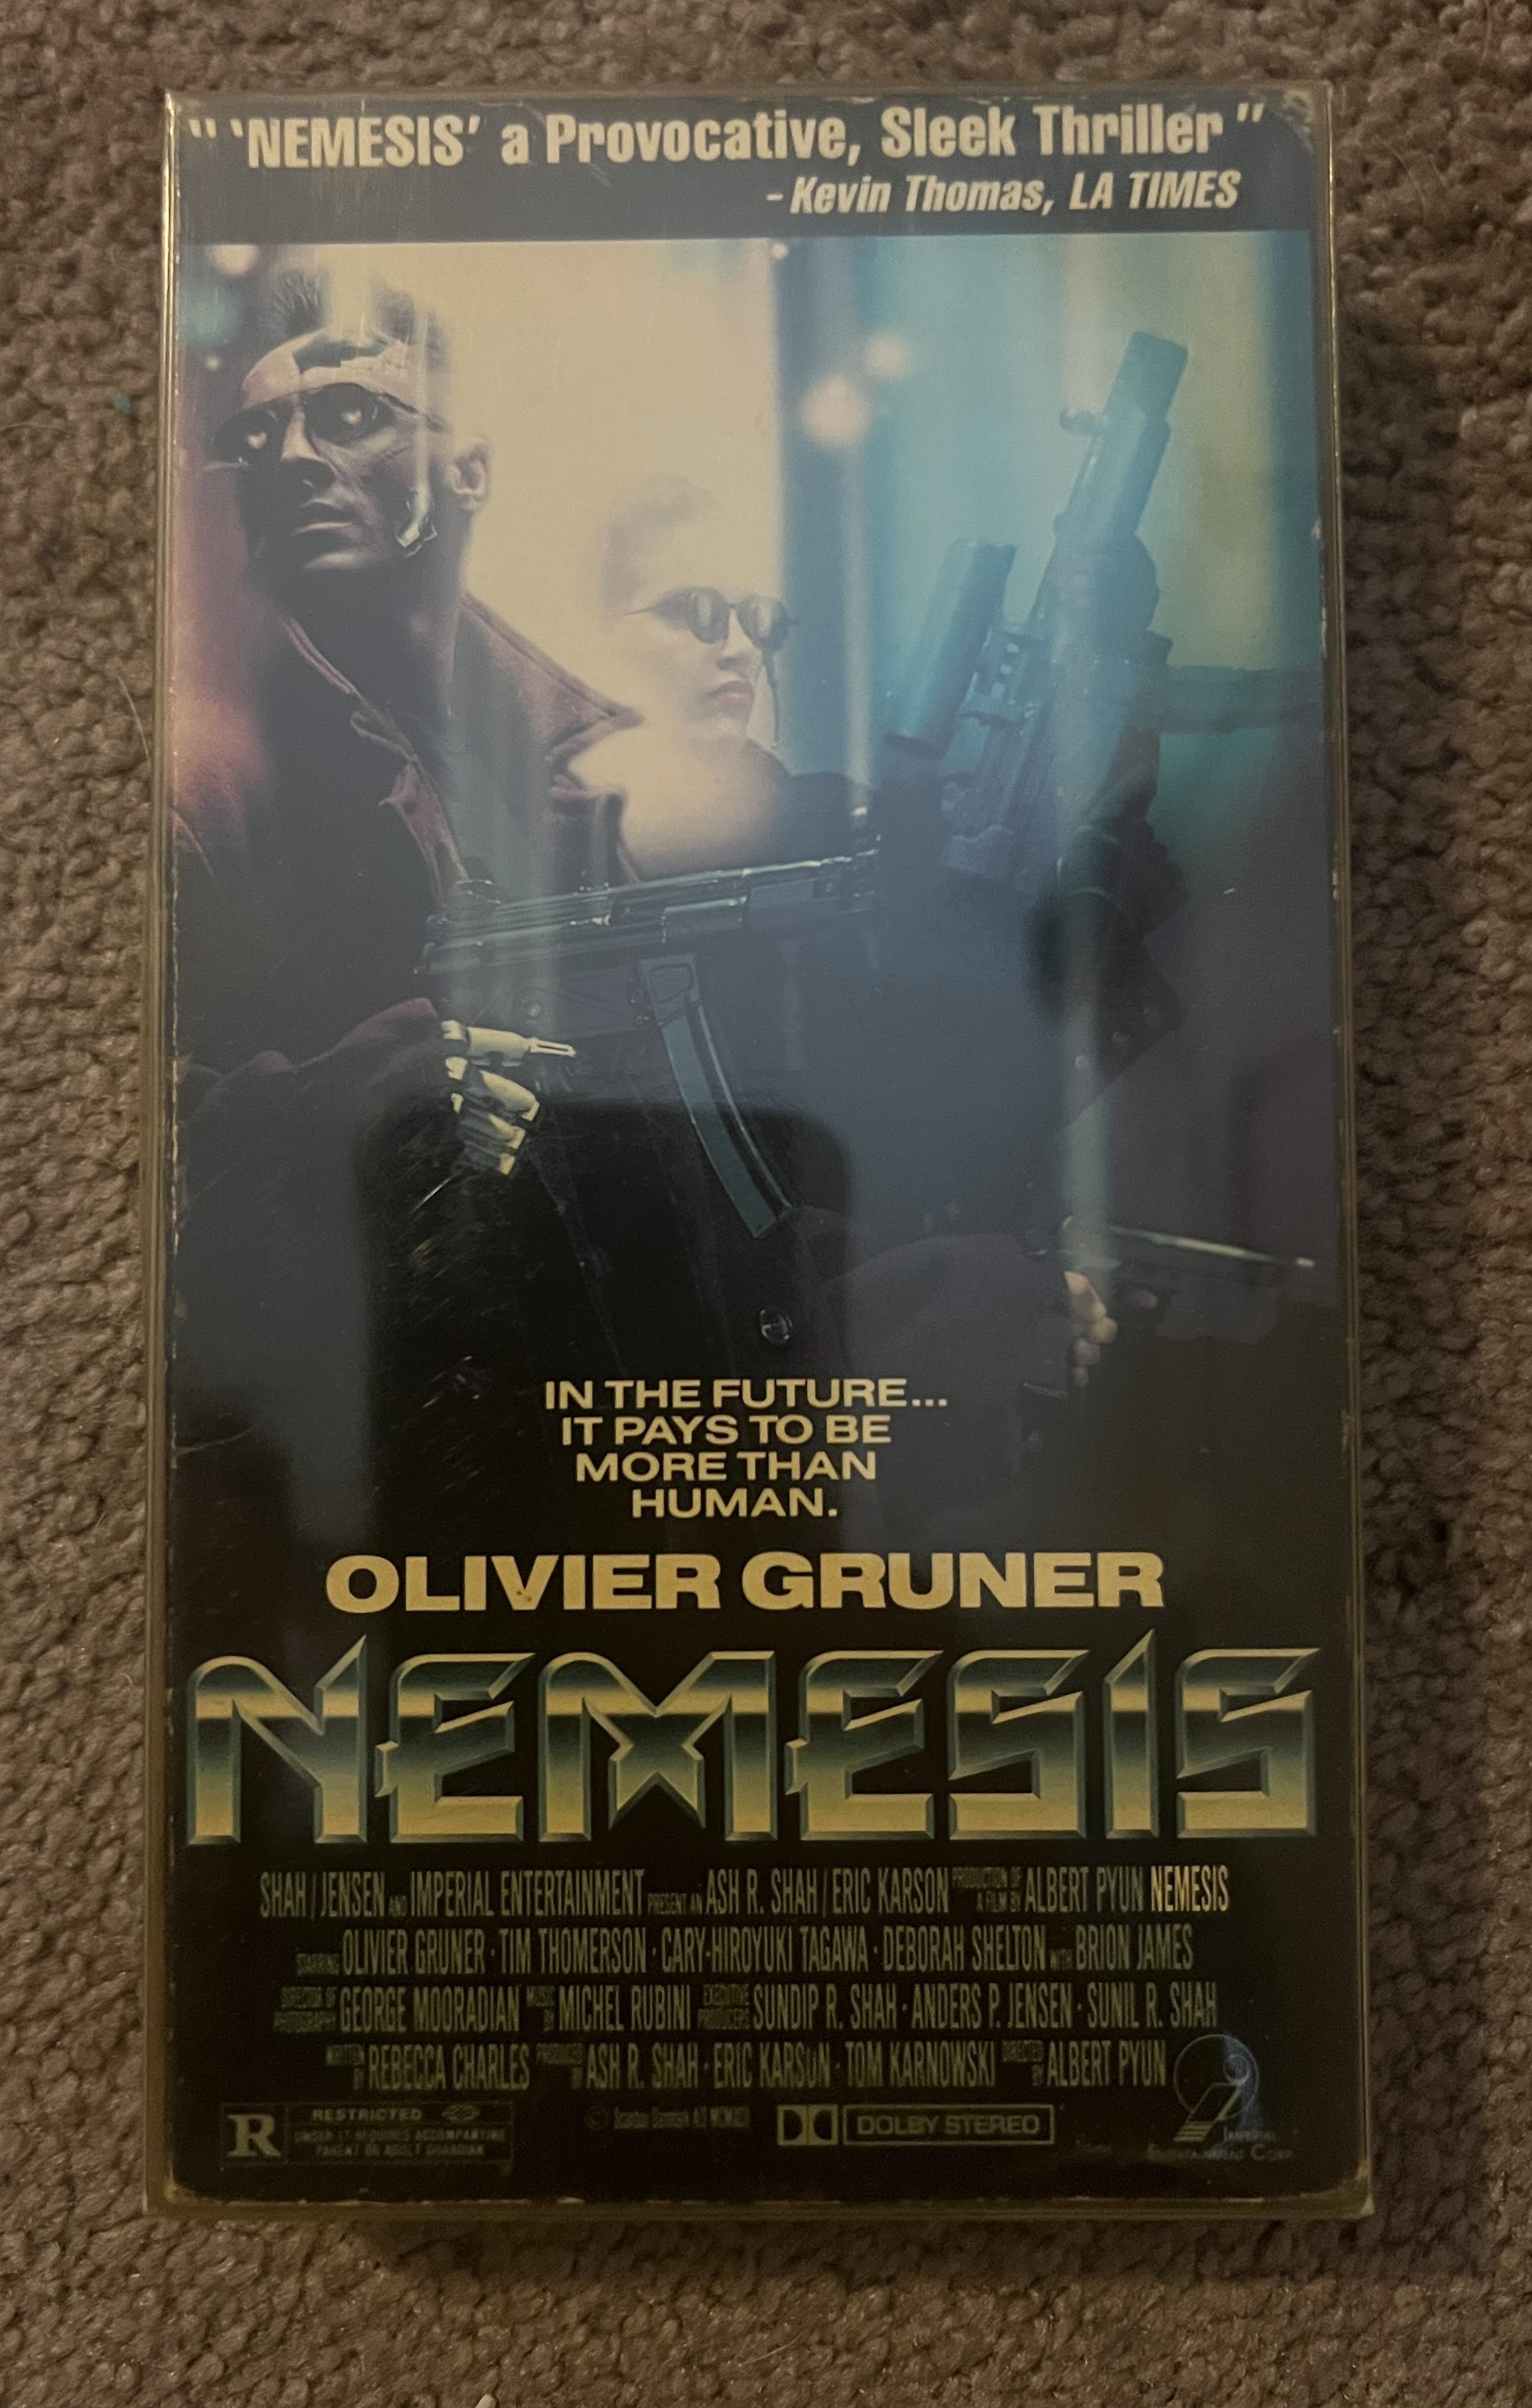 " 'NEMESIS' a Provocative, Sleek Thriller "
- Kevin Thomas, LA TIMES
IN THE FUTURE...
IT PAYS TO BE
MORE THAN
HUMAN.
OLIVIER GRUNER
NEMESIS
SHAH / JENSEN AND IMPERIAL ENTERTAINMENT PRESENT AN ASH R. SHAH / ERIC KARSON PRODUCTION OF A FILM BY ALBERT PYUN NEMESIS
STARRING OLIVIER GRUNER · TIM THOMERSON · CARY-HIROYUKI TAGAWA · DEBORAH SHELTON WITH BRION JAMES
DIRECTOR OF PHOTOGRAPHY GEORGE MOORADIAN MUSIC BY MICHEL RUBINI EXECUTIVE PRODUCERS SUNDIP R. SHAH · ANDERS P. JENSEN · SUNIL R. SHAH
WRITTEN BY REBECCA CHARLES PRODUCED BY ASH R. SHAH · ERIC KARSON · TOM KARNOWSKI DIRECTED BY ALBERT PYUN
R RESTRICTED
UNDER 17 REQUIRES ACCOMPANYING
PARENT OR ADULT GUARDIAN
©
DOLBY STEREO
IMPERIAL
ENTERTAINMENT CORP